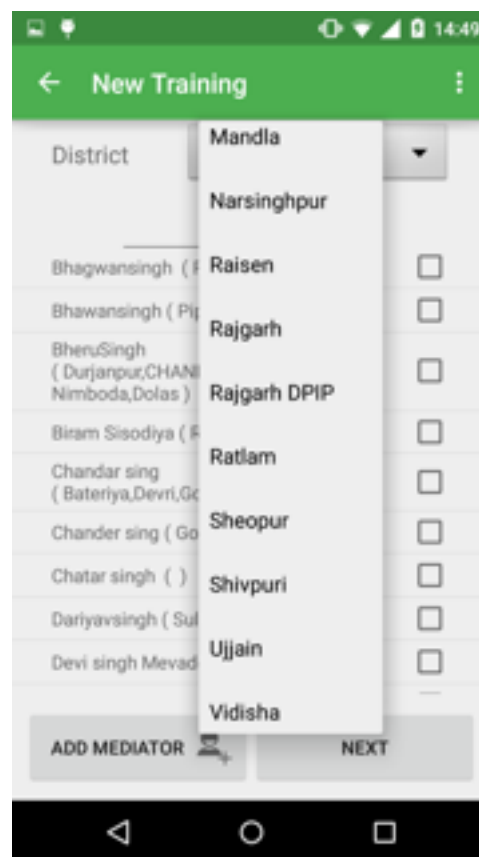 14:49
New Training
District
Mandla
Narsinghpur
Raisen
Rajgarh
Rajgarh DPIP
Ratlam
Sheopur
Shivpuri
Ujjain
Vidisha
Bhagwansingh (
Bhawansingh ( Pip
BheruSingh
( Durjanpur,CHAN
Nimboda,Dolas )
Biram Sisodiya (
Chandar sing
( Bateriya,Devri,Go
Chander sing ( Go
Chatar singh ( )
Dariyavsingh ( Sul
Devi singh Mevad
ADD MEDIATOR
NEXT